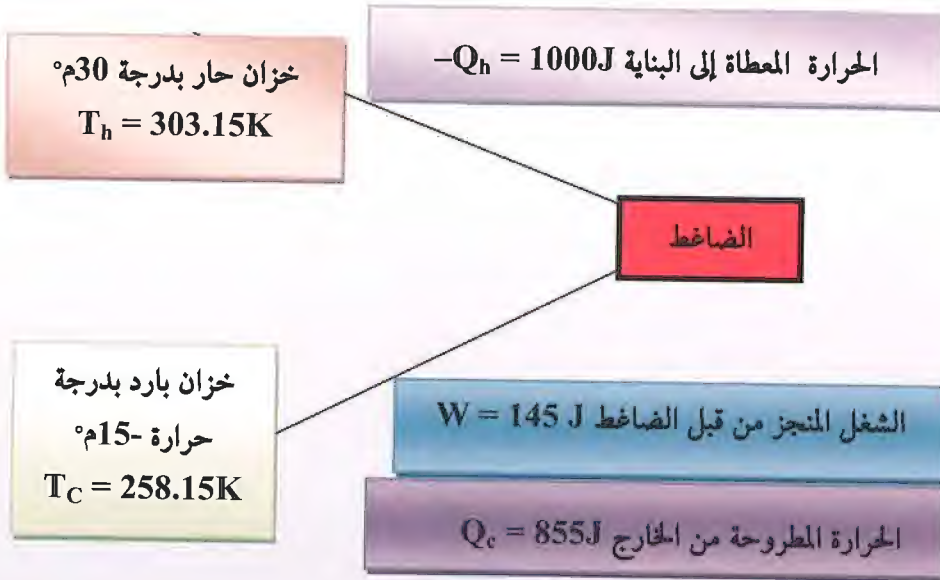 الحرارة المعطاة إلى البناية –Qh = 1000J
خزان حار بدرجة 30م°
Th = 303.15K
الضاغط
خزان بارد بدرجة
حرارة -15م°
TC = 258.15K
الشغل المنجز من قبل الضاغط W = 145 J
الحرارة المطروحة من الخارج Qc = 855J